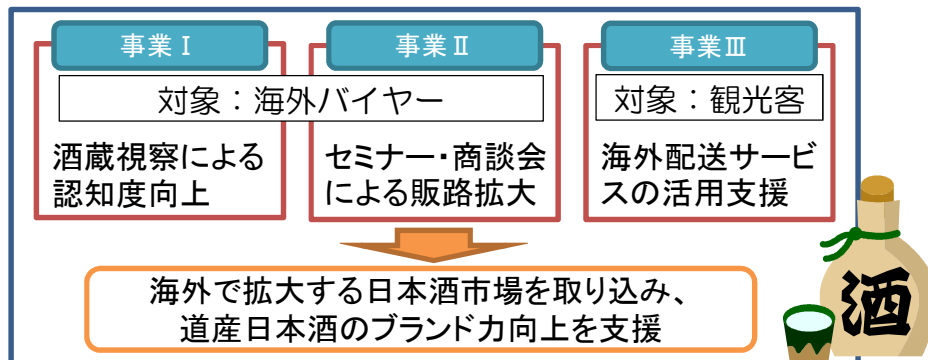 事業Ⅰ
事業Ⅱ
事業Ⅲ
対象：海外バイヤー
対象：観光客
酒蔵視察による
認知度向上
セミナー・商談会
による販路拡大
海外配送サービ
スの活用支援
海外で拡大する日本酒市場を取り込み、
道産日本酒のブランド力向上を支援
酒